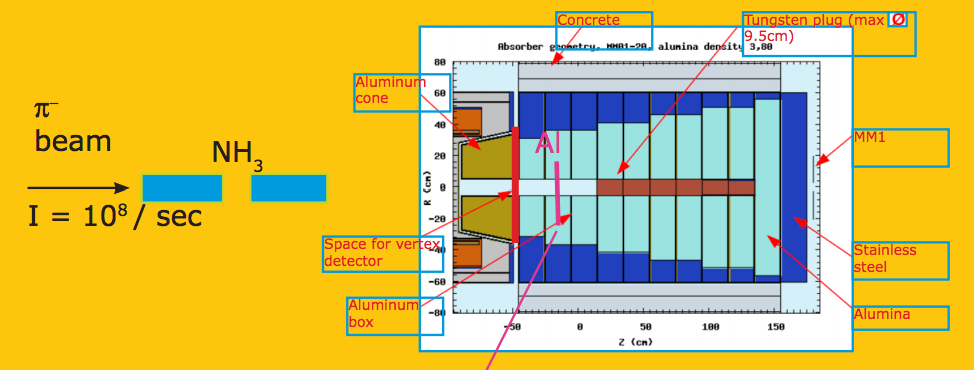 Concrete
Tungsten plug (max Ø
9.5cm)
Absorber geometry, MMA1-20, alumina density 3,80
Aluminum
cone
π⁻
beam
NH₃
I = 10⁸/ sec
Al
MM1
Space for vertex
detector
Stainless
steel
Aluminum
box
Alumina
R (cm)
80
60
40
20
0
-20
-40
-60
-80
-50 0 50 100 150
Z (cm)